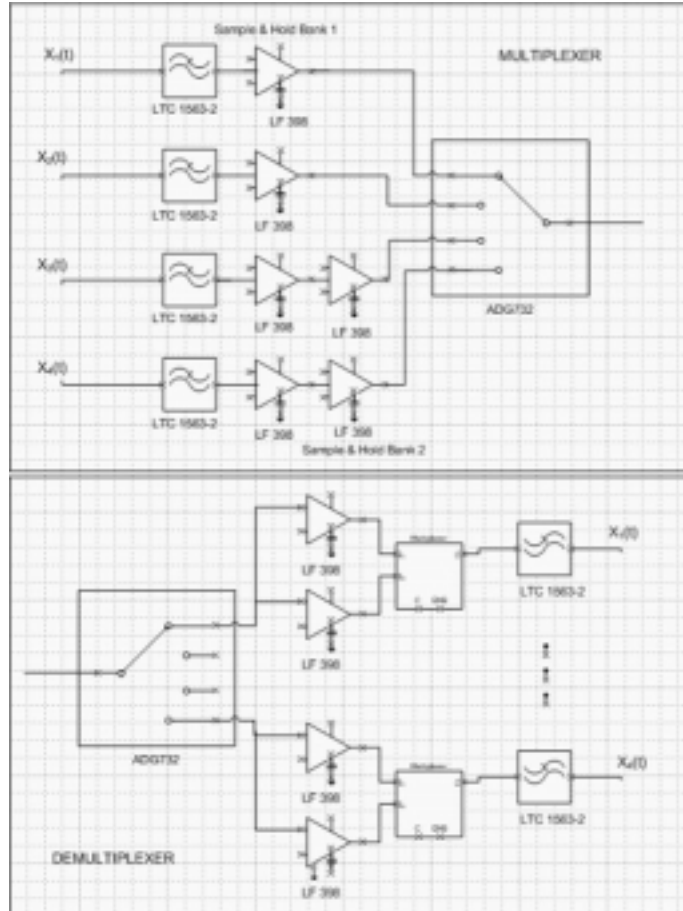 Sample & Hold Bank 1
X₁(t)
MULTIPLEXER
LTC 1563-2
LF 398
X₂(t)
LTC 1563-2
LF 398
X₃(t)
ADG732
LTC 1563-2
LF 398
LF 398
X₄(t)
LTC 1563-2
LF 398
LF 398
Sample & Hold Bank 2
X₁(t)
LF 398
LTC 1563-2
LF 398
ADG732
X₄(t)
LF 398
LTC 1563-2
DEMULTIPLEXER
LF 398